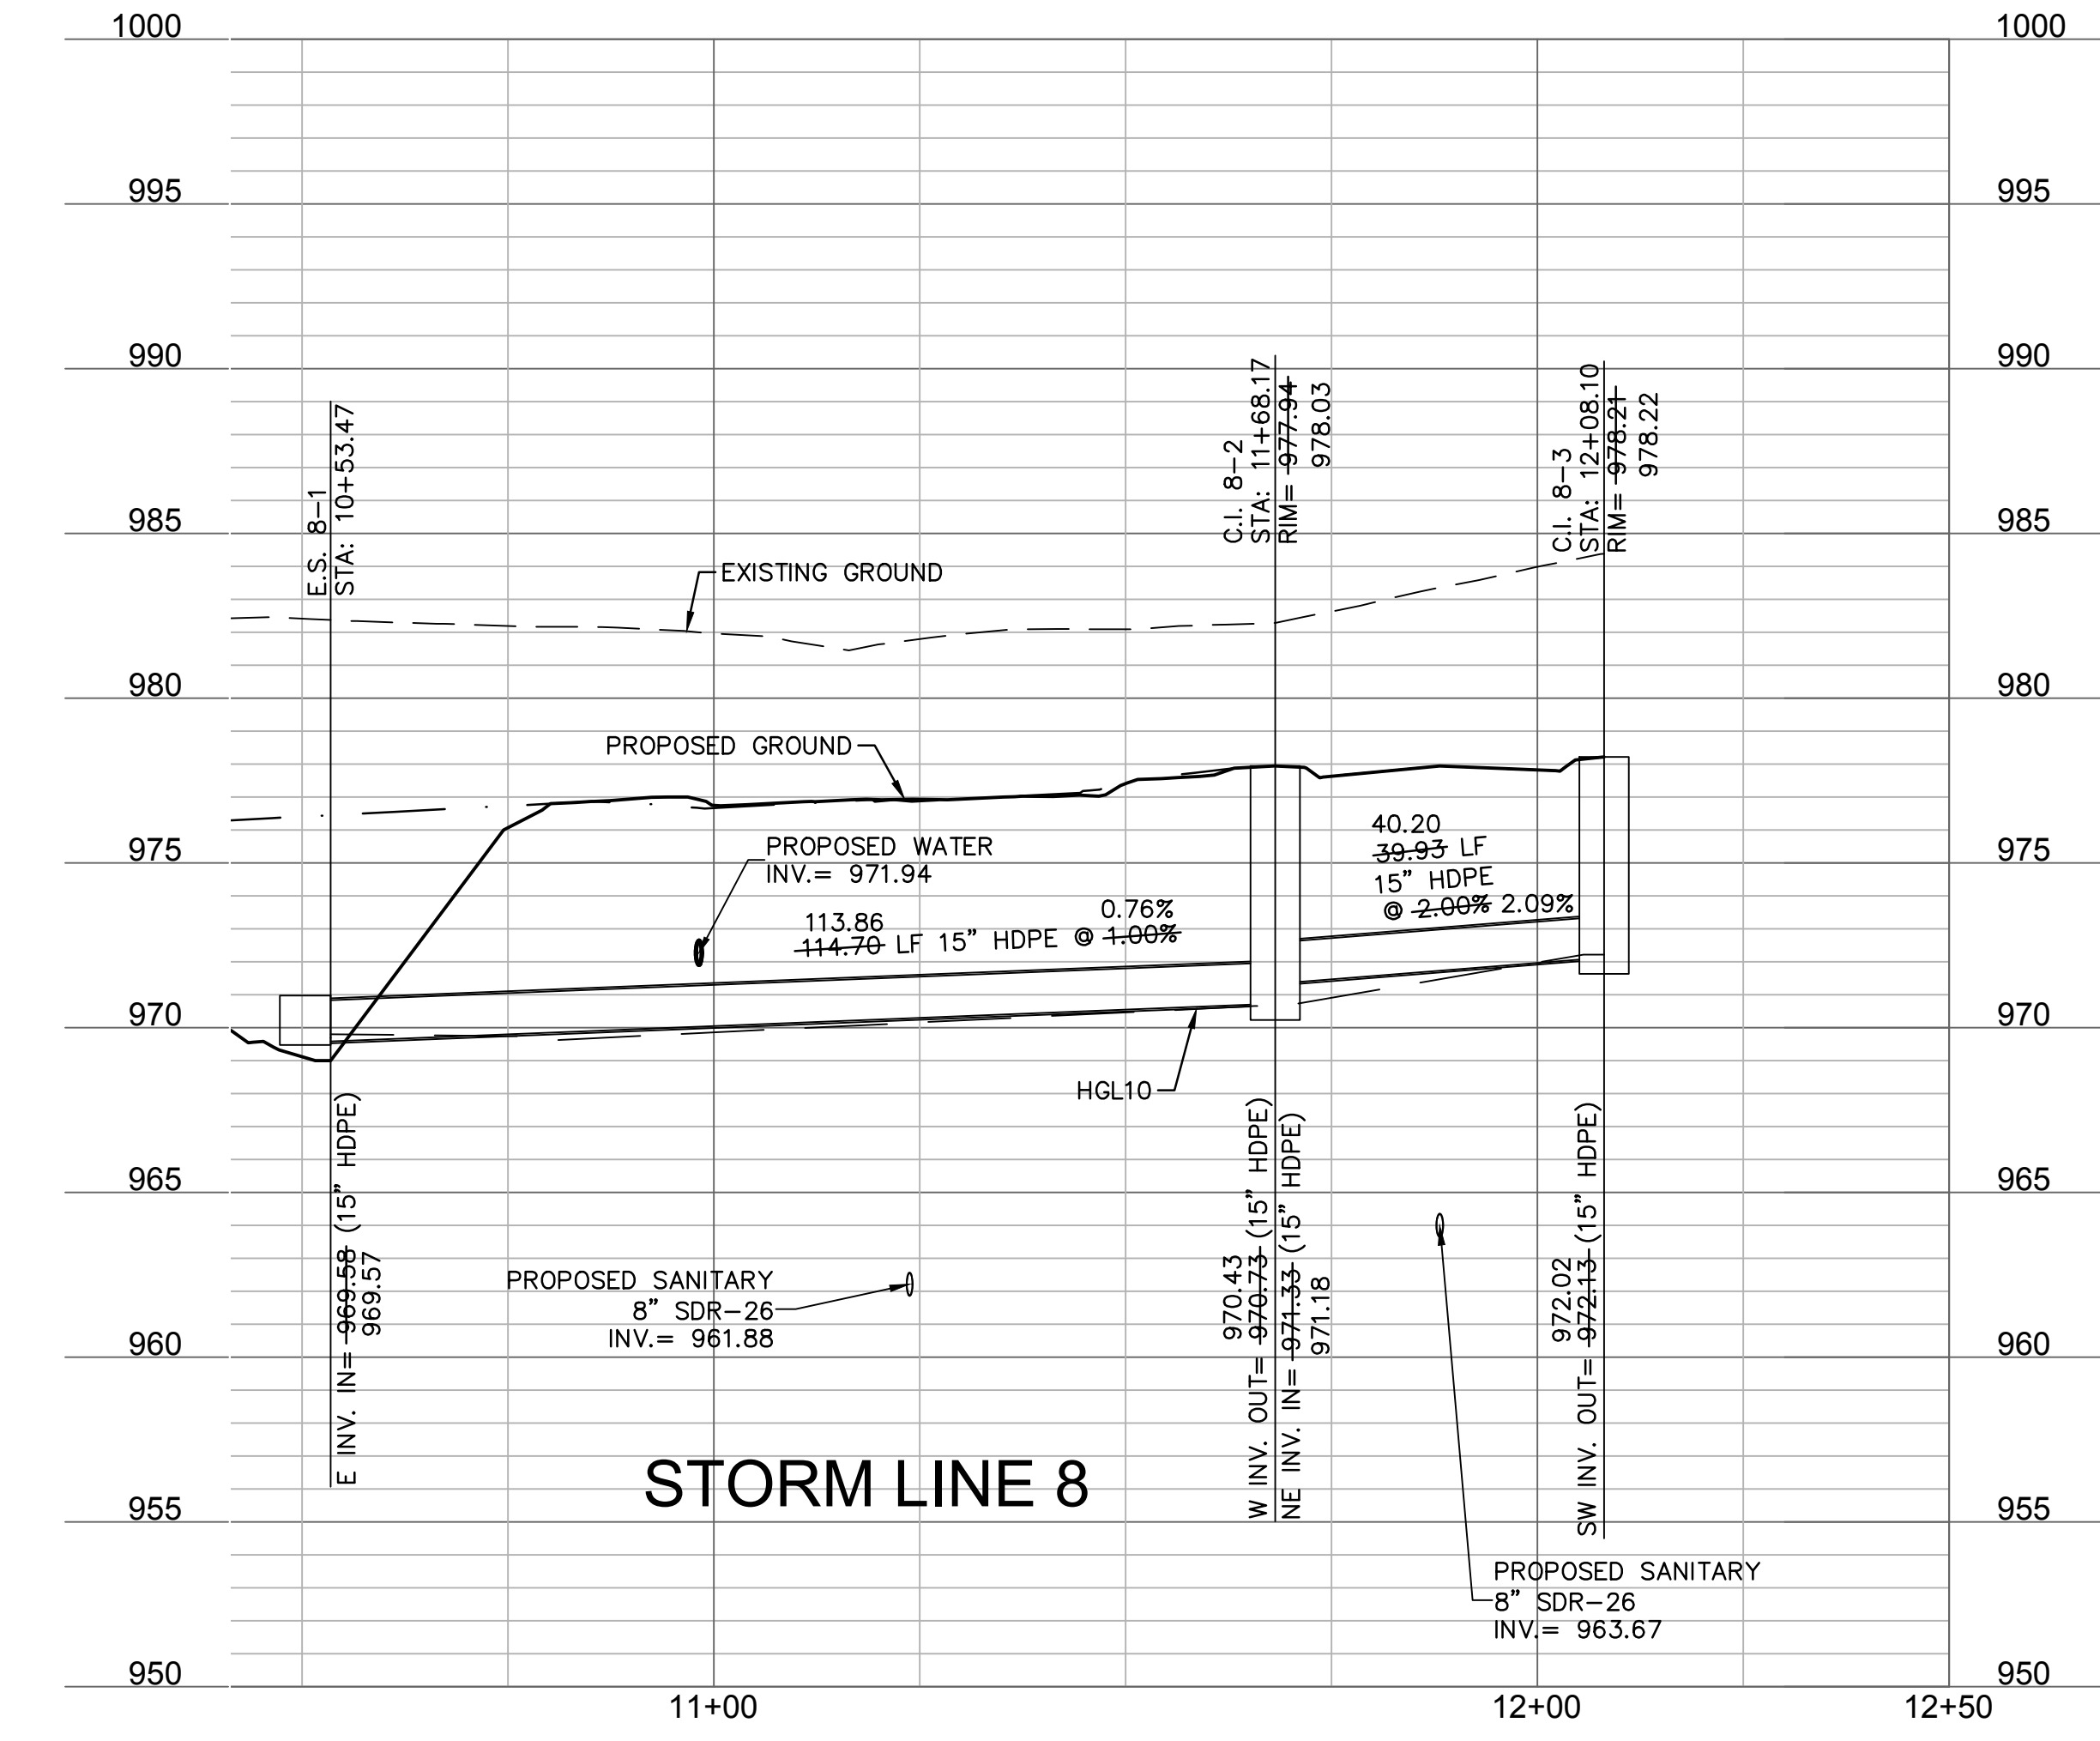 1000
1000
995
995
990
990
985
985
980
980
975
975
970
970
965
965
960
960
955
955
950
950
E.S. 8-1
STA: 10+53.47
C.I. 8-2
STA: 11+68.17
RIM= 977.94
978.03
C.I. 8-3
STA: 12+08.10
RIM= 978.21
978.22
EXISTING GROUND
PROPOSED GROUND
PROPOSED WATER
INV.= 971.94
113.86
0.76%
114.70 LF 15" HDPE @ 1.00%
40.20
39.93 LF
15" HDPE
@ 2.00% 2.09%
HGL10
E INV. IN= 969.58 (15" HDPE)
969.57
PROPOSED SANITARY
8" SDR-26
INV.= 961.88
970.43
W INV. OUT= 970.73 (15" HDPE)
NE INV. IN= 971.33 (15" HDPE)
971.18
972.02
SW INV. OUT= 972.13 (15" HDPE)
PROPOSED SANITARY
8" SDR-26
INV.= 963.67
STORM LINE 8
11+00
12+00
12+50